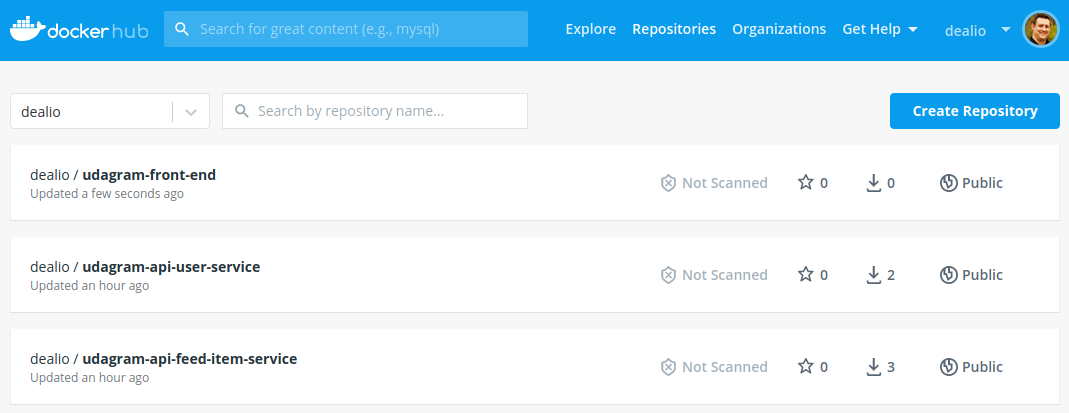 docker hub
Search for great content (e.g., mysql)
Explore
Repositories
Organizations
Get Help
dealio
dealio
Search by repository name...
Create Repository
dealio / udagram-front-end
Updated a few seconds ago
Not Scanned
0
0
Public
dealio / udagram-api-user-service
Updated an hour ago
Not Scanned
0
2
Public
dealio / udagram-api-feed-item-service
Updated an hour ago
Not Scanned
0
3
Public